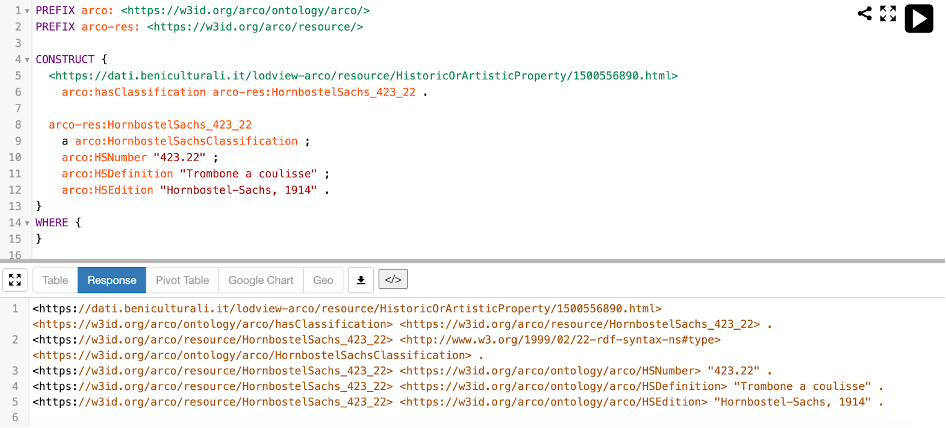 1 PREFIX arco: <https://w3id.org/arco/ontology/arco/>
2 PREFIX arco-res: <https://w3id.org/arco/resource/>
3
4 CONSTRUCT {
5 <https://dati.beniculturali.it/lodview-arco/resource/HistoricOrArtisticProperty/1500556890.html>
6 arco:hasClassification arco-res:HornbostelSachs_423_22 .
7
8 arco-res:HornbostelSachs_423_22
9 a arco:HornbostelSachsClassification ;
10 arco:HSNumber "423.22" ;
11 arco:HSDefinition "Trombone a coulisse" ;
12 arco:HSEdition "Hornbostel-Sachs, 1914" .
13 }
14 WHERE {
15 }
16
Table Response Pivot Table Google Chart Geo </>
1 <https://dati.beniculturali.it/lodview-arco/resource/HistoricOrArtisticProperty/1500556890.html>
<https://w3id.org/arco/ontology/arco/hasClassification> <https://w3id.org/arco/resource/HornbostelSachs_423_22> .
2 <https://w3id.org/arco/resource/HornbostelSachs_423_22> <http://www.w3.org/1999/02/22-rdf-syntax-ns#type>
<https://w3id.org/arco/ontology/arco/HornbostelSachsClassification> .
3 <https://w3id.org/arco/resource/HornbostelSachs_423_22> <https://w3id.org/arco/ontology/arco/HSNumber> "423.22" .
4 <https://w3id.org/arco/resource/HornbostelSachs_423_22> <https://w3id.org/arco/ontology/arco/HSDefinition> "Trombone a coulisse" .
5 <https://w3id.org/arco/resource/HornbostelSachs_423_22> <https://w3id.org/arco/ontology/arco/HSEdition> "Hornbostel-Sachs, 1914" .
6